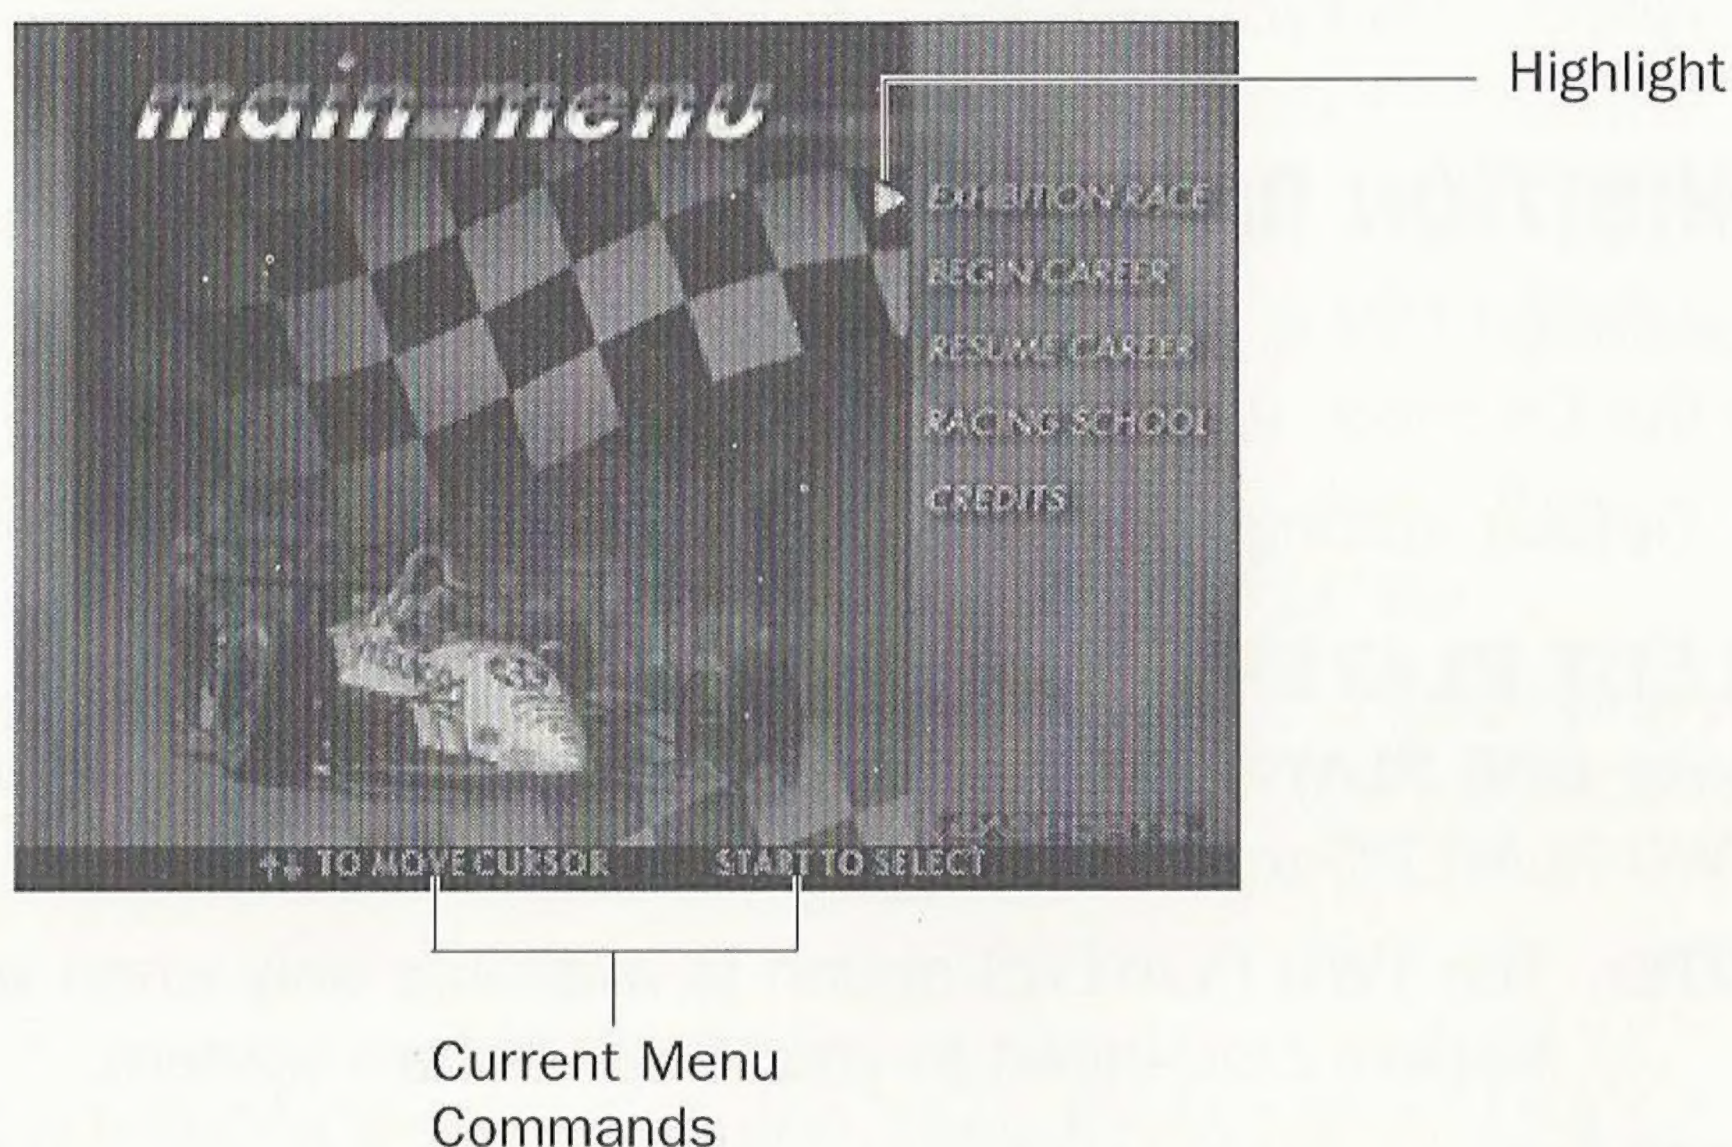 main menu
Highlight
EXHIBITION RACE
BEGIN CAREER
RESUME CAREER
RACING SCHOOL
CREDITS
↑↓ TO MOVE CURSOR START TO SELECT
Current Menu
Commands